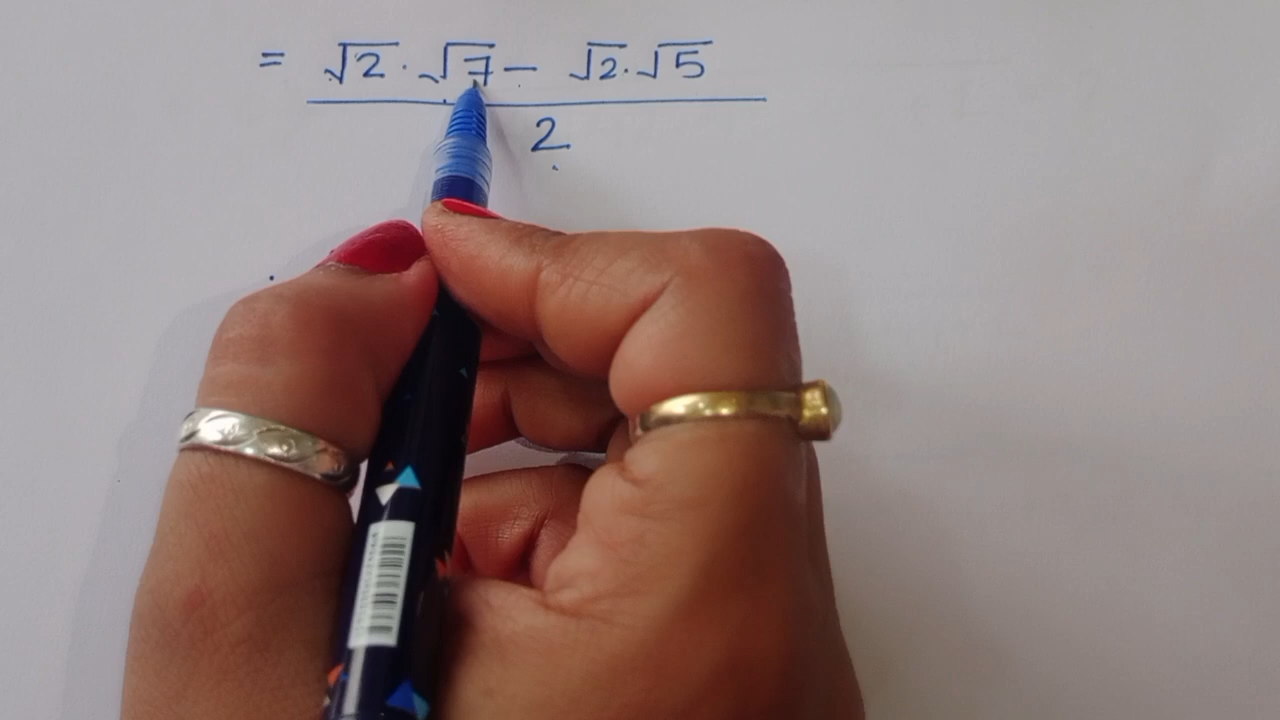 = √2 · √7 – √2 · √5
2